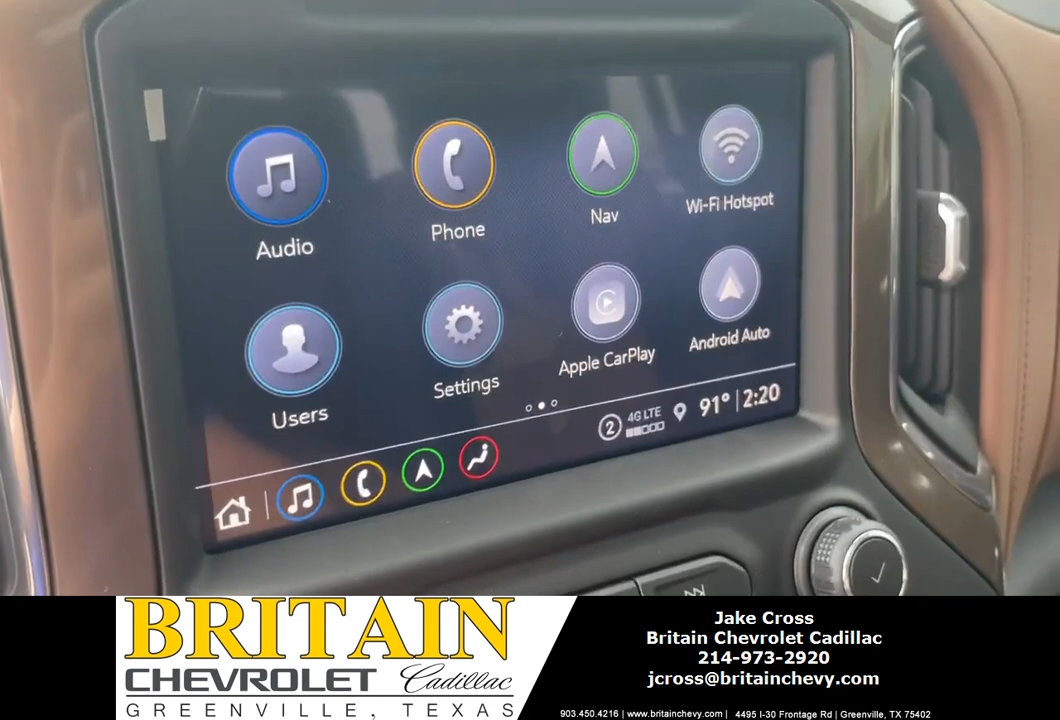 Audio
Phone
Nav
Wi-Fi Hotspot
Users
Settings
Apple CarPlay
Android Auto
2 4G LTE 91° 2:20
BRITAIN
CHEVROLET Cadillac
GREENVILLE, TEXAS
Jake Cross
Britain Chevrolet Cadillac
214-973-2920
jcross@britainchevy.com
903.450.4216 | www.britainchevy.com | 4495 I-30 Frontage Rd | Greenville, TX 75402